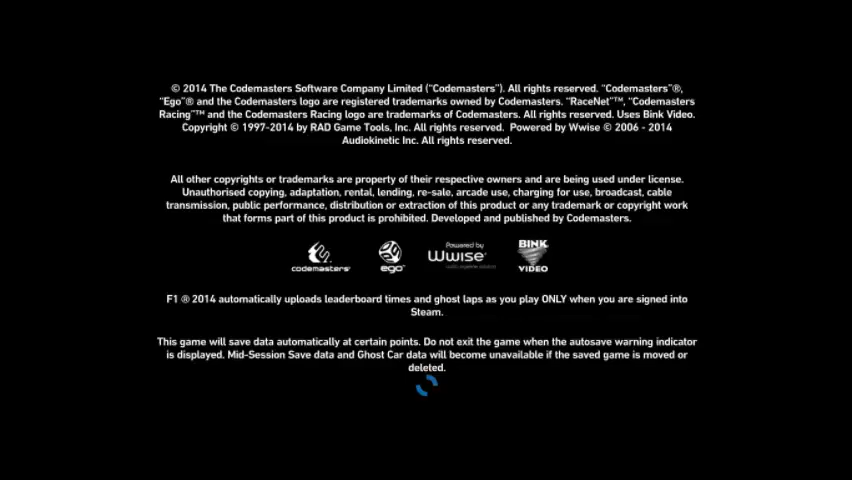 © 2014 The Codemasters Software Company Limited (“Codemasters”). All rights reserved. “Codemasters”®,
“Ego”® and the Codemasters logo are registered trademarks owned by Codemasters. “RaceNet”™, “Codemasters
Racing”™ and the Codemasters Racing logo are trademarks of Codemasters. All rights reserved. Uses Bink Video.
Copyright © 1997-2014 by RAD Game Tools, Inc. All rights reserved. Powered by Wwise © 2006 - 2014
Audiokinetic Inc. All rights reserved.
All other copyrights or trademarks are property of their respective owners and are being used under license.
Unauthorised copying, adaptation, rental, lending, re-sale, arcade use, charging for use, broadcast, cable
transmission, public performance, distribution or extraction of this product or any trademark or copyright work
that forms part of this product is prohibited. Developed and published by Codemasters.
codemasters®
ego™
Powered by
Wwise®
BINK
VIDEO
F1 ® 2014 automatically uploads leaderboard times and ghost laps as you play ONLY when you are signed into
Steam.
This game will save data automatically at certain points. Do not exit the game when the autosave warning indicator
is displayed. Mid-Session Save data and Ghost Car data will become unavailable if the saved game is moved or
deleted.